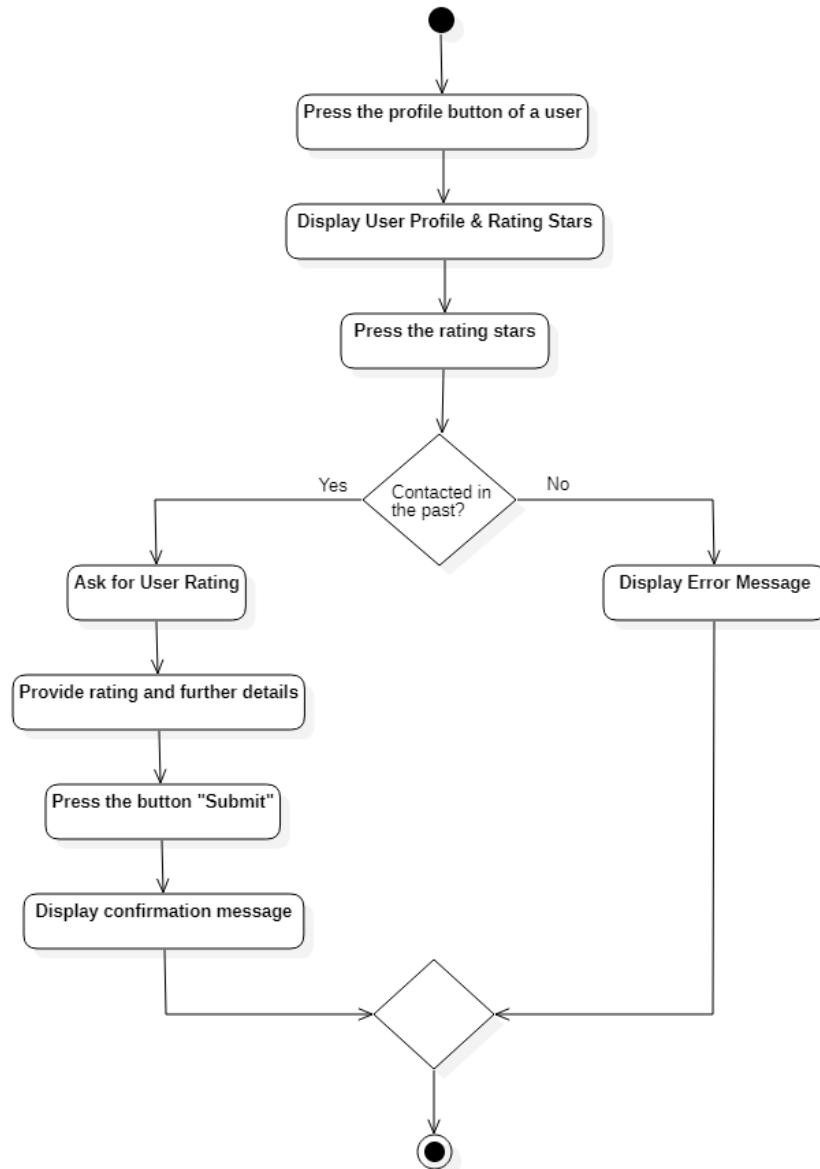 Press the profile button of a user
Display User Profile & Rating Stars
Press the rating stars
Yes
No
Contacted in
the past?
Ask for User Rating
Display Error Message
Provide rating and further details
Press the button "Submit"
Display confirmation message